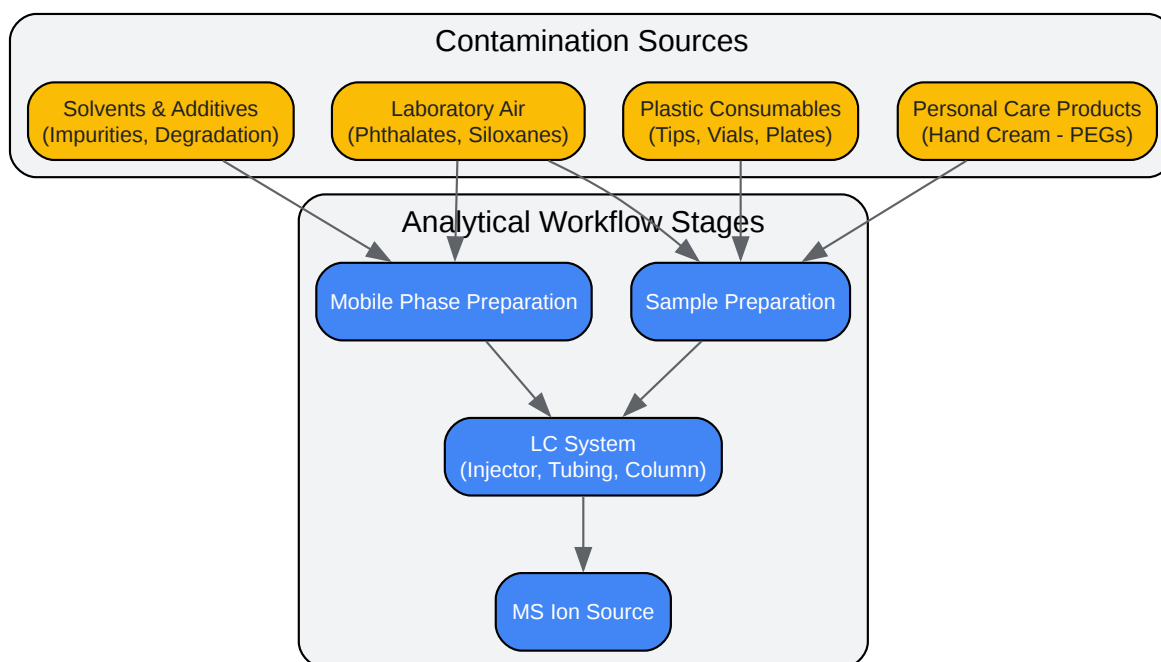 Contamination Sources
Solvents & Additives
(Impurities, Degradation)
Laboratory Air
(Phthalates, Siloxanes)
Plastic Consumables
(Tips, Vials, Plates)
Personal Care Products
(Hand Cream - PEGs)
Analytical Workflow Stages
Mobile Phase Preparation
Sample Preparation
LC System
(Injector, Tubing, Column)
MS Ion Source